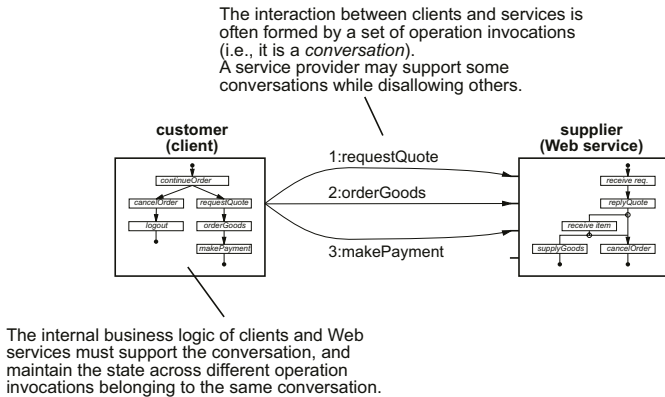 The interaction between clients and services is
often formed by a set of operation invocations
(i.e., it is a conversation).
A service provider may support some
conversations while disallowing others.
customer
(client)
supplier
(Web service)
1:requestQuote
2:orderGoods
3:makePayment
continueOrder
cancelOrder
requestQuote
logout
orderGoods
makePayment
receive req.
replyQuote
receive item
supplyGoods
cancelOrder
The internal business logic of clients and Web
services must support the conversation, and
maintain the state across different operation
invocations belonging to the same conversation.